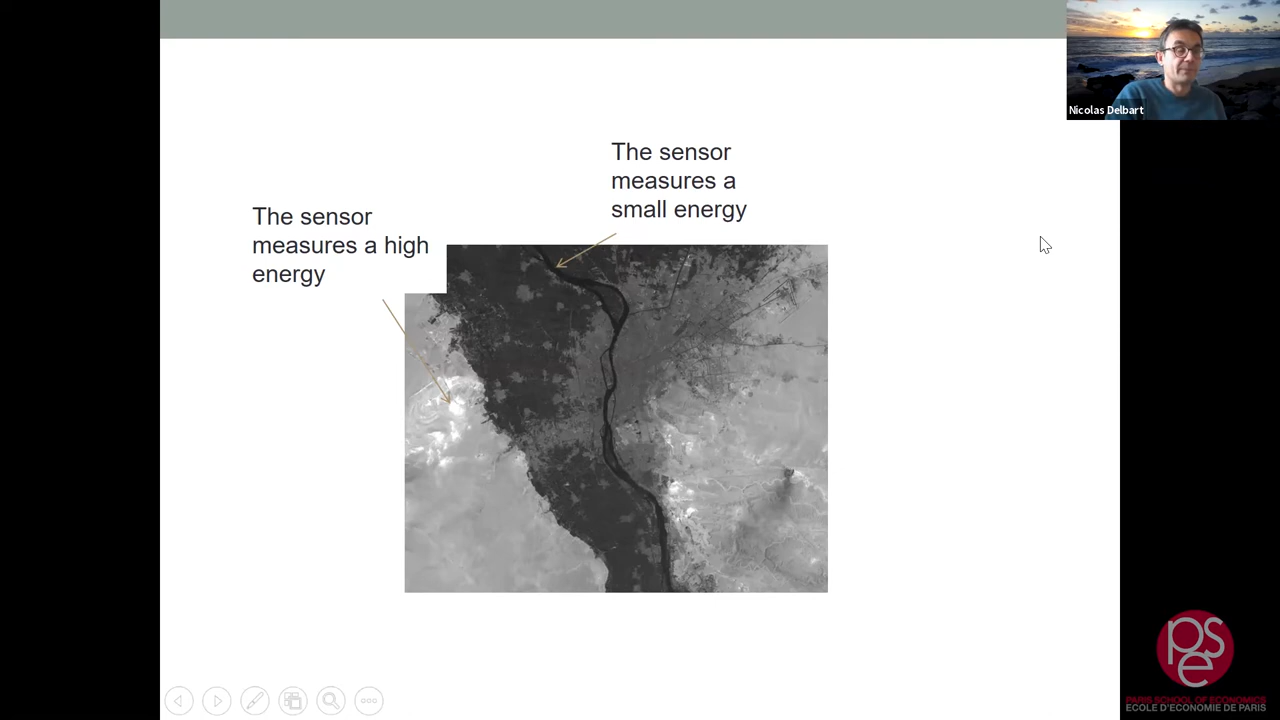 Nicolas Delbart
The sensor
measures a
small energy
The sensor
measures a high
energy
pse
PARIS SCHOOL OF ECONOMICS
ECOLE D'ECONOMIE DE PARIS